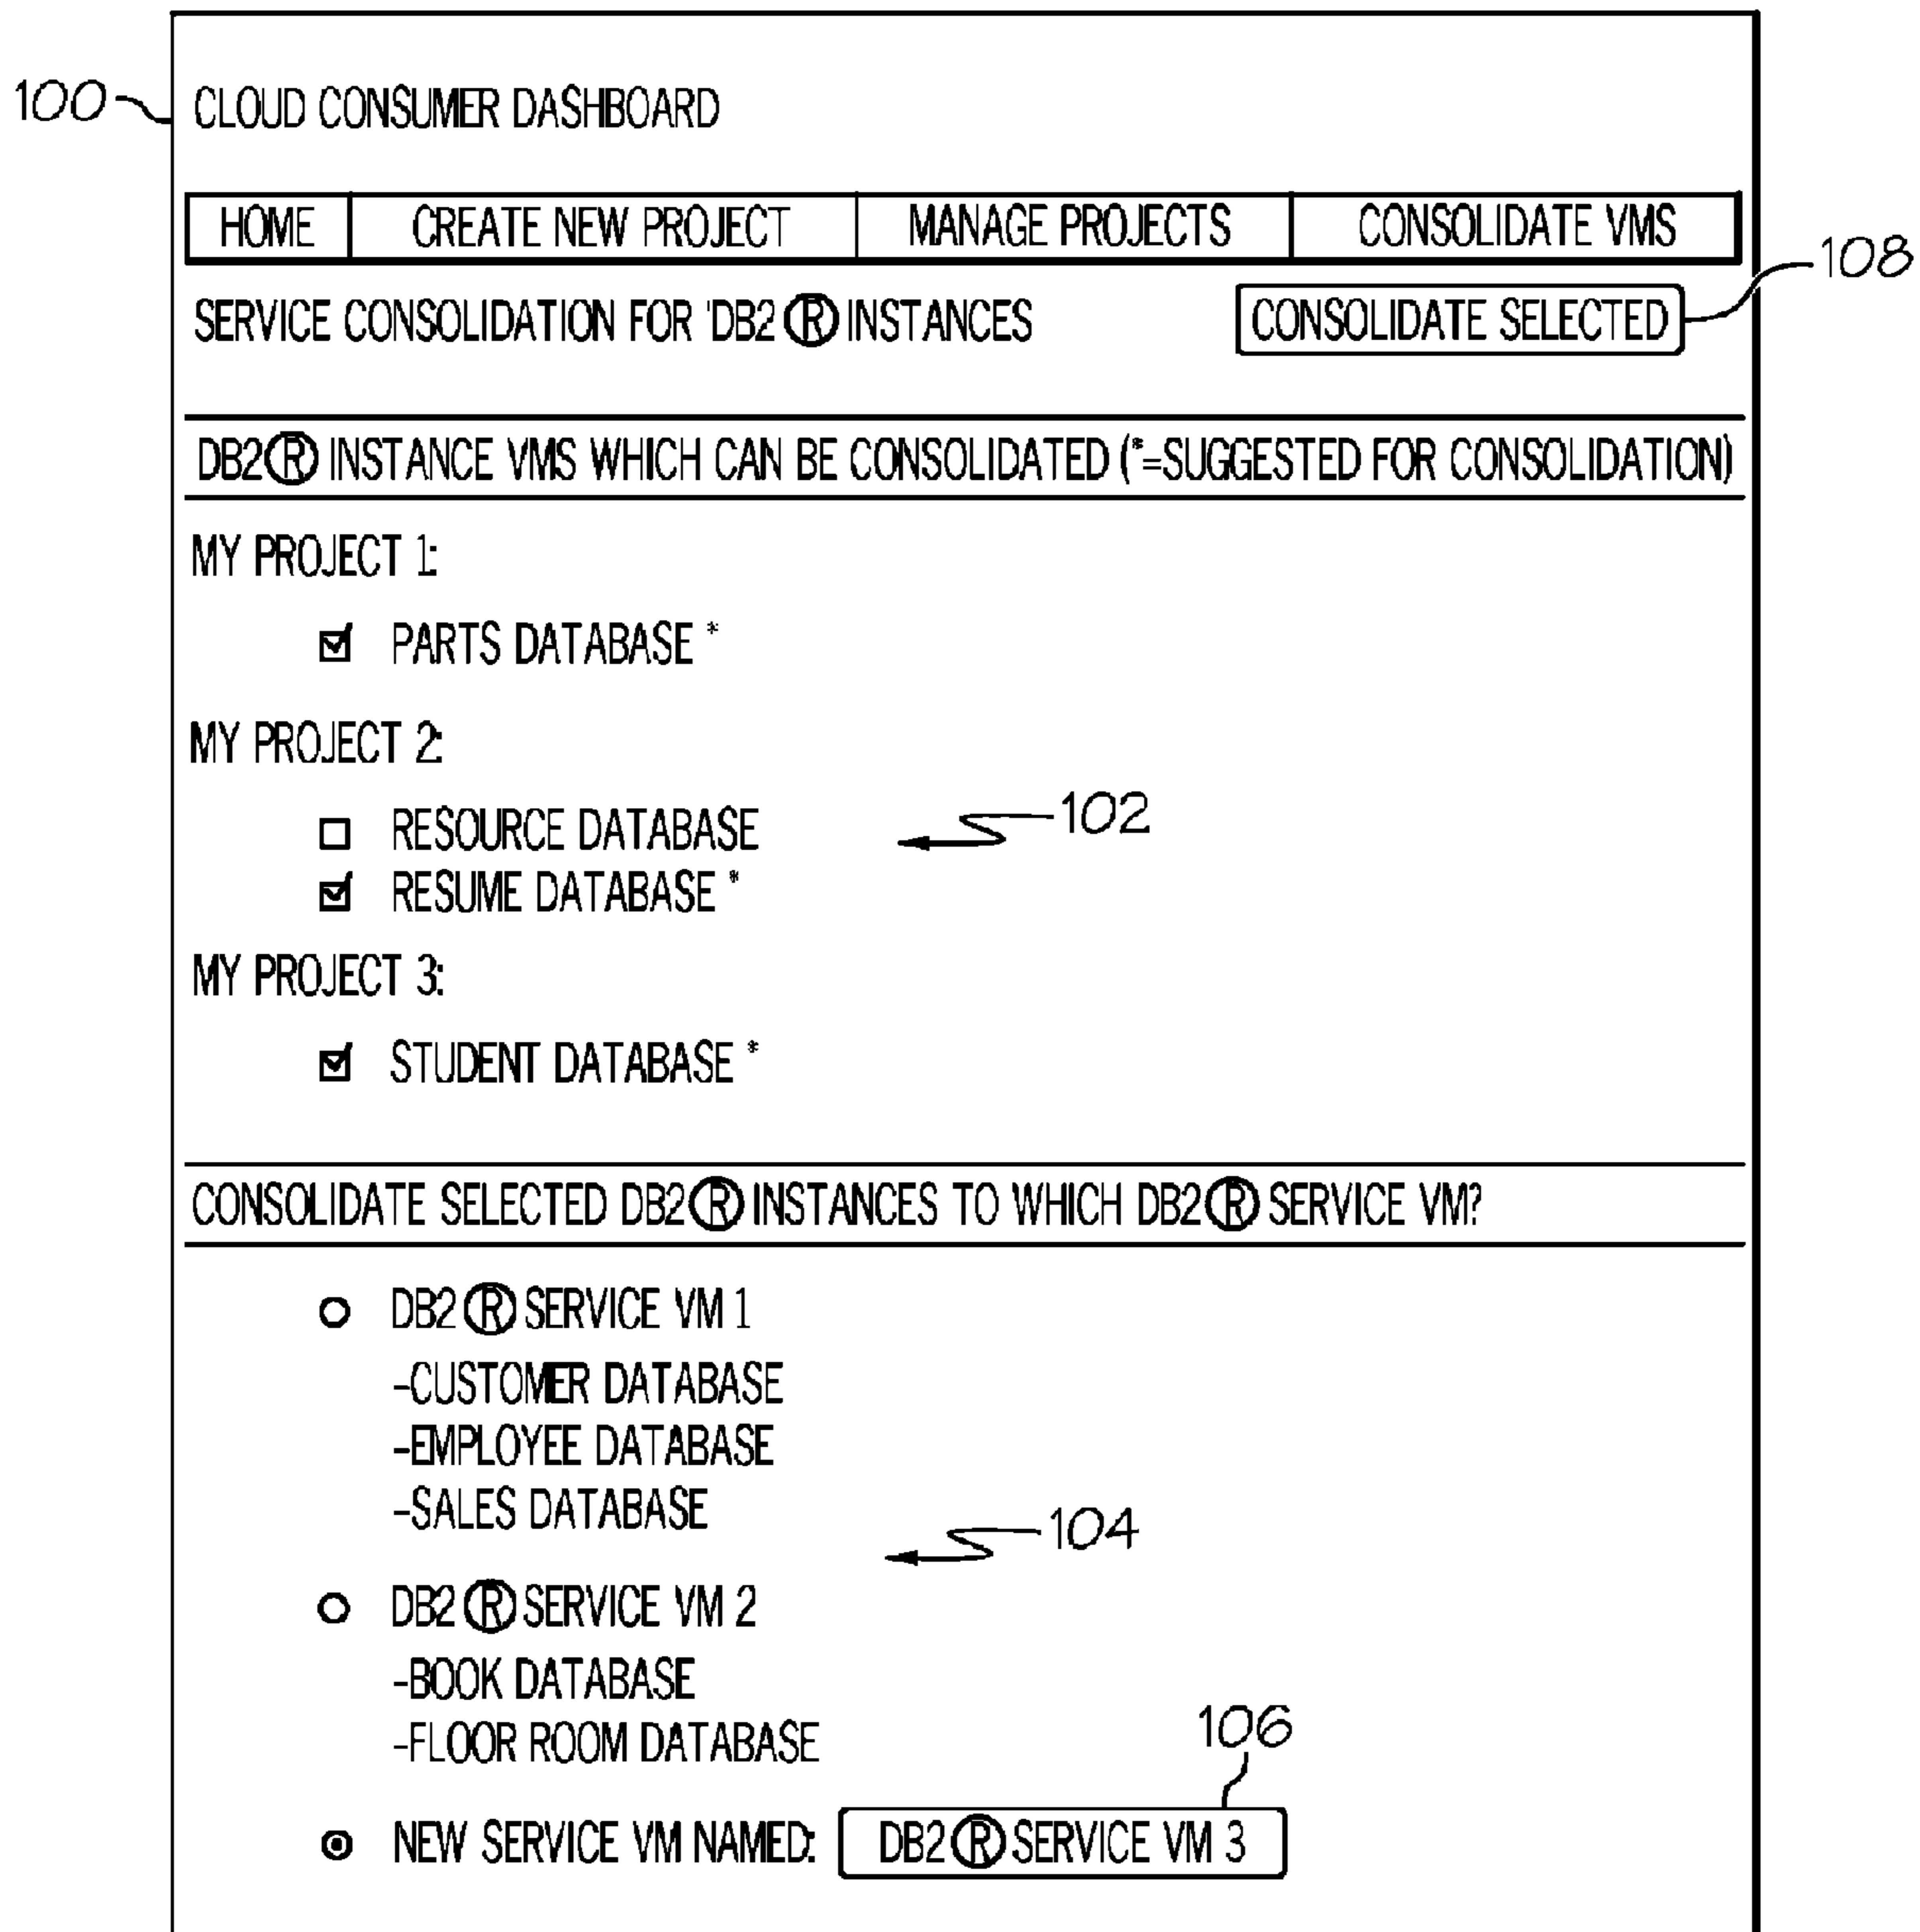 100
CLOUD CONSUMER DASHBOARD
HOME CREATE NEW PROJECT MANAGE PROJECTS CONSOLIDATE VMS
108
SERVICE CONSOLIDATION FOR 'DB2® INSTANCES CONSOLIDATE SELECTED
DB2® INSTANCE VMS WHICH CAN BE CONSOLIDATED (*=SUGGESTED FOR CONSOLIDATION)
MY PROJECT 1:
PARTS DATABASE *
MY PROJECT 2:
RESOURCE DATABASE
102
RESUME DATABASE *
MY PROJECT 3:
STUDENT DATABASE *
CONSOLIDATE SELECTED DB2® INSTANCES TO WHICH DB2® SERVICE VM?
DB2® SERVICE VM 1
-CUSTOMER DATABASE
-EMPLOYEE DATABASE
-SALES DATABASE
104
DB2® SERVICE VM 2
-BOOK DATABASE
-FLOOR ROOM DATABASE
106
NEW SERVICE VM NAMED: DB2® SERVICE VM 3